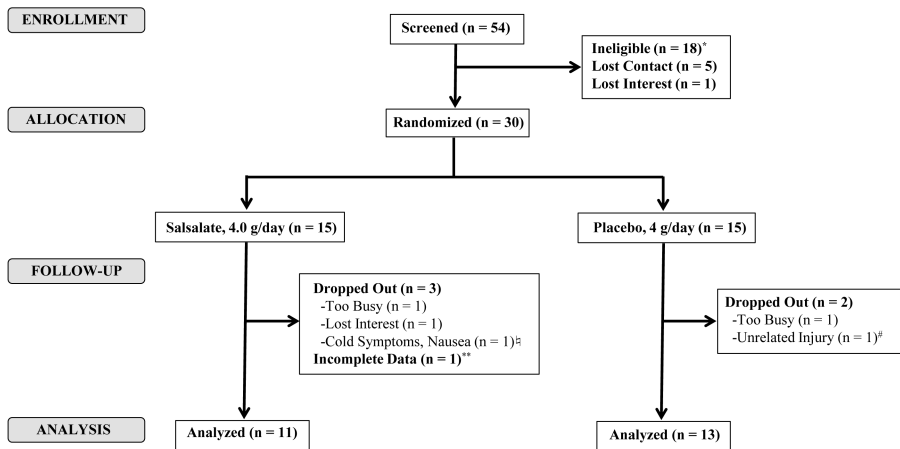 ENROLLMENT
Screened (n = 54)
Ineligible (n = 18)*
Lost Contact (n = 5)
Lost Interest (n = 1)
ALLOCATION
Randomized (n = 30)
Salsalate, 4.0 g/day (n = 15)
Placebo, 4 g/day (n = 15)
FOLLOW-UP
Dropped Out (n = 3)
-Too Busy (n = 1)
-Lost Interest (n = 1)
-Cold Symptoms, Nausea (n = 1)♮
Incomplete Data (n = 1)**
Dropped Out (n = 2)
-Too Busy (n = 1)
-Unrelated Injury (n = 1)#
ANALYSIS
Analyzed (n = 11)
Analyzed (n = 13)